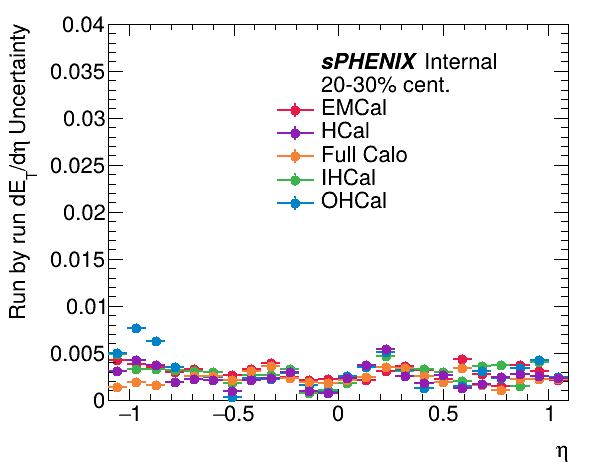 Run by run dE_T/dη Uncertainty
0.04
0.035
0.03
0.025
0.02
0.015
0.01
0.005
0
sPHENIX Internal
20-30% cent.
EMCal
HCal
Full Calo
IHCal
OHCal
−1 −0.5 0 0.5 1
η